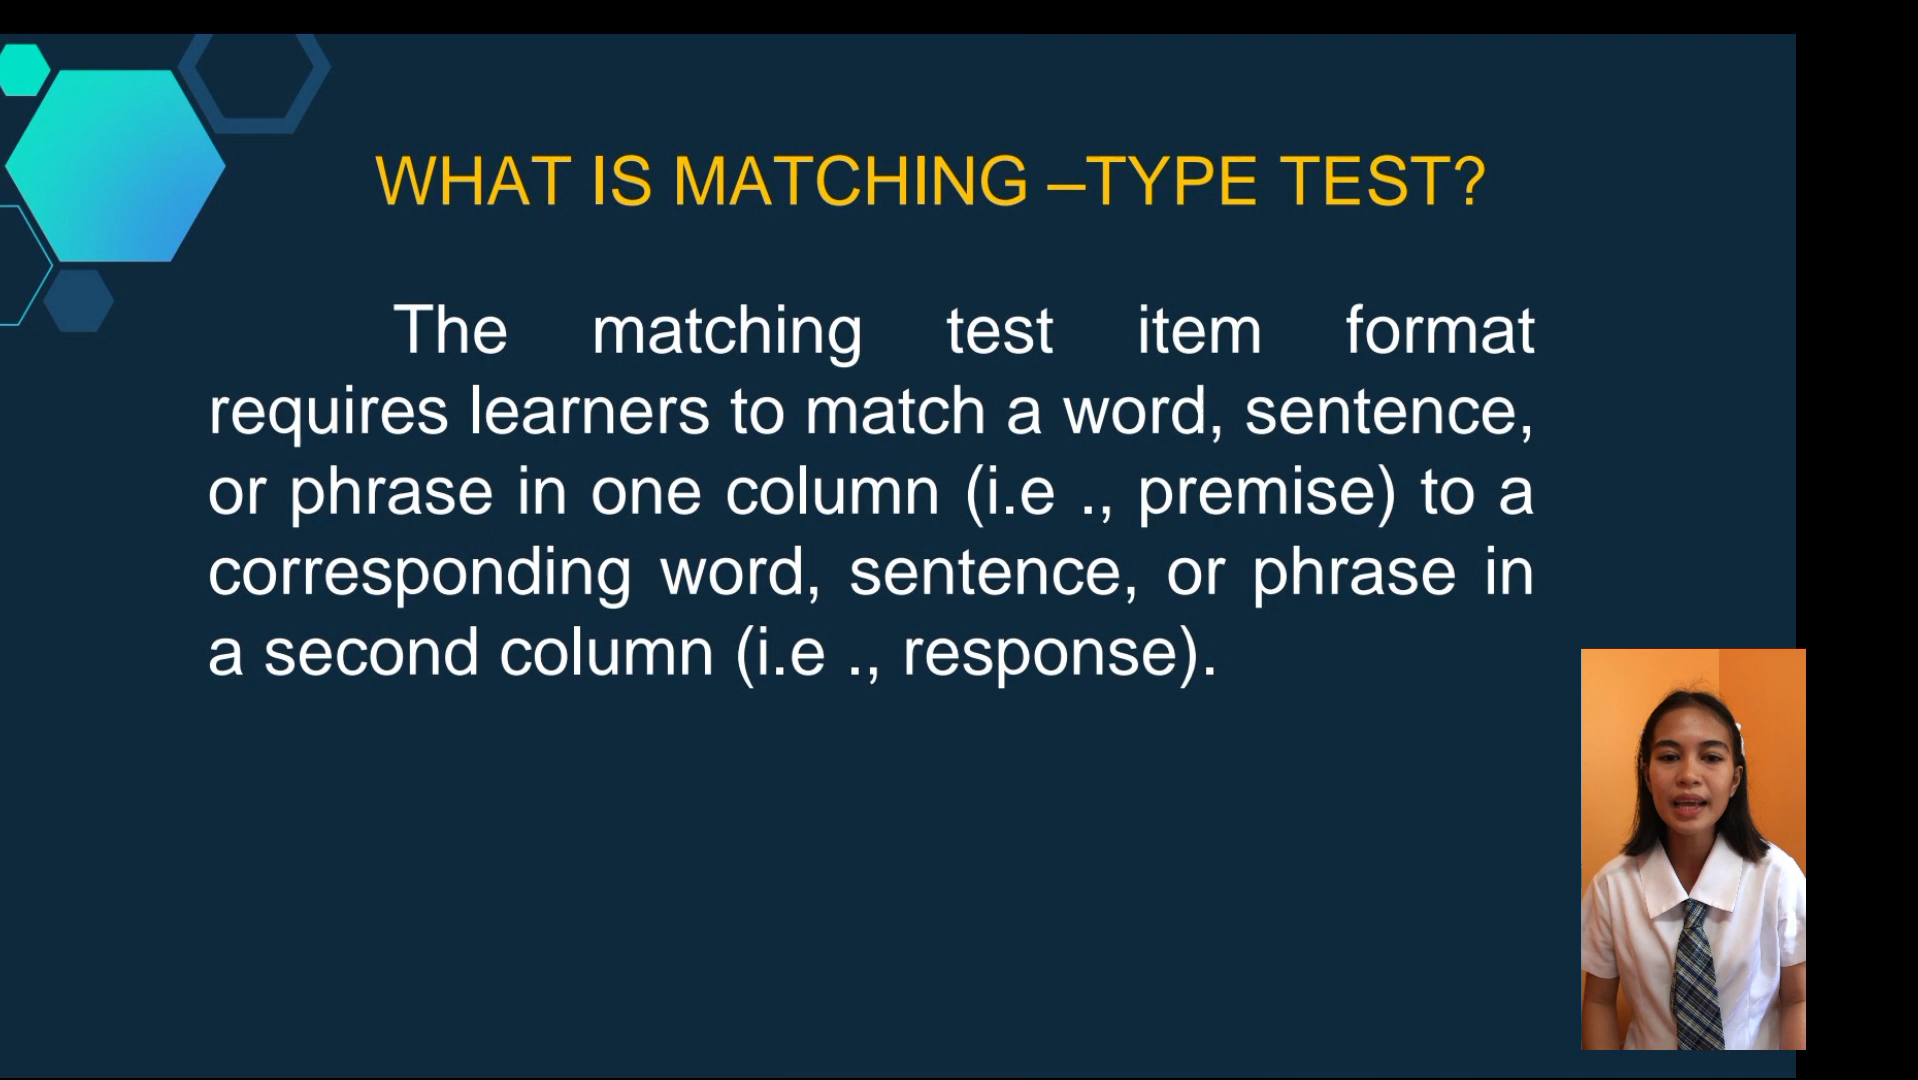 WHAT IS MATCHING –TYPE TEST?
The matching test item format
requires learners to match a word, sentence,
or phrase in one column (i.e ., premise) to a
corresponding word, sentence, or phrase in
a second column (i.e ., response).